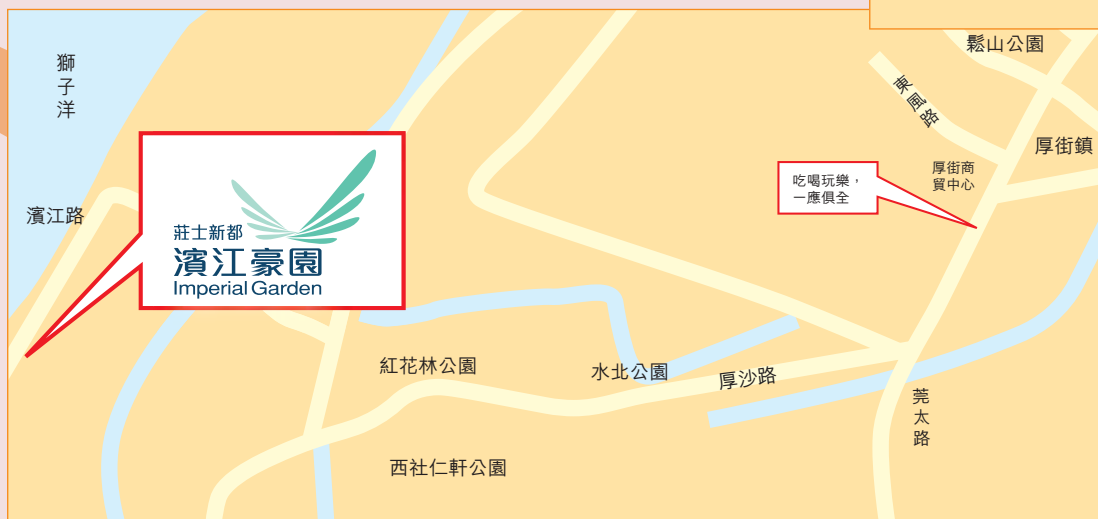 獅子洋
鬆山公園
東風路
厚街鎮
厚街商
貿中心
吃喝玩樂，
一應俱全
濱江路
莊士新都
濱江豪園
Imperial Garden
紅花林公園
水北公園
厚沙路
莞太路
西社仁軒公園